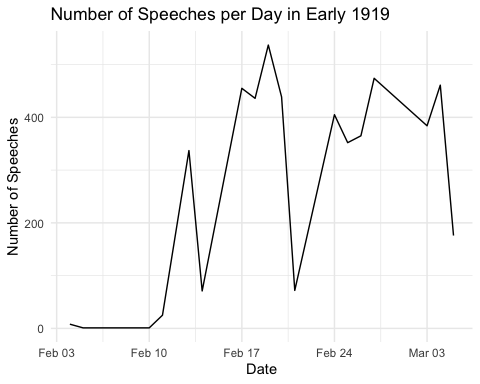 Number of Speeches per Day in Early 1919
Number of Speeches
400
200
0
Feb 03 Feb 10 Feb 17 Feb 24 Mar 03
Date